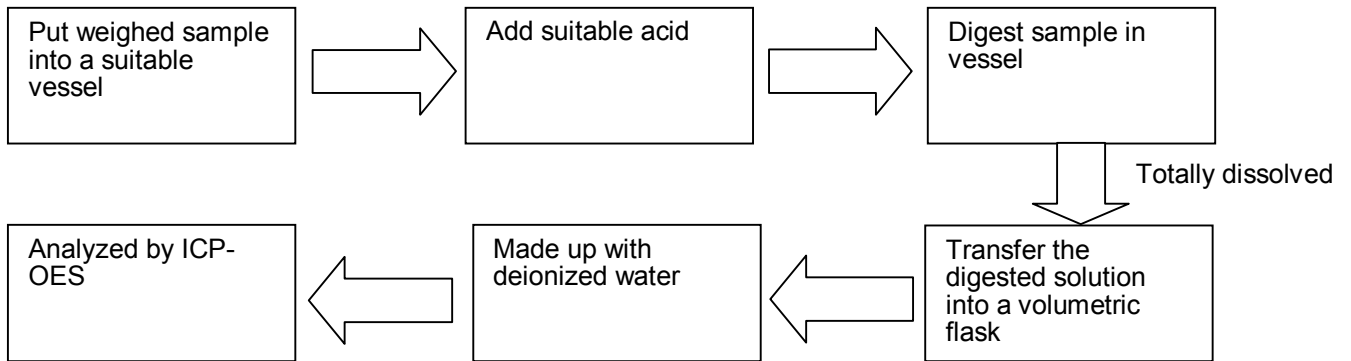 Put weighed sample
into a suitable
vessel
Add suitable acid
Digest sample in
vessel
Totally dissolved
Transfer the
digested solution
into a volumetric
flask
Made up with
deionized water
Analyzed by ICP-
OES